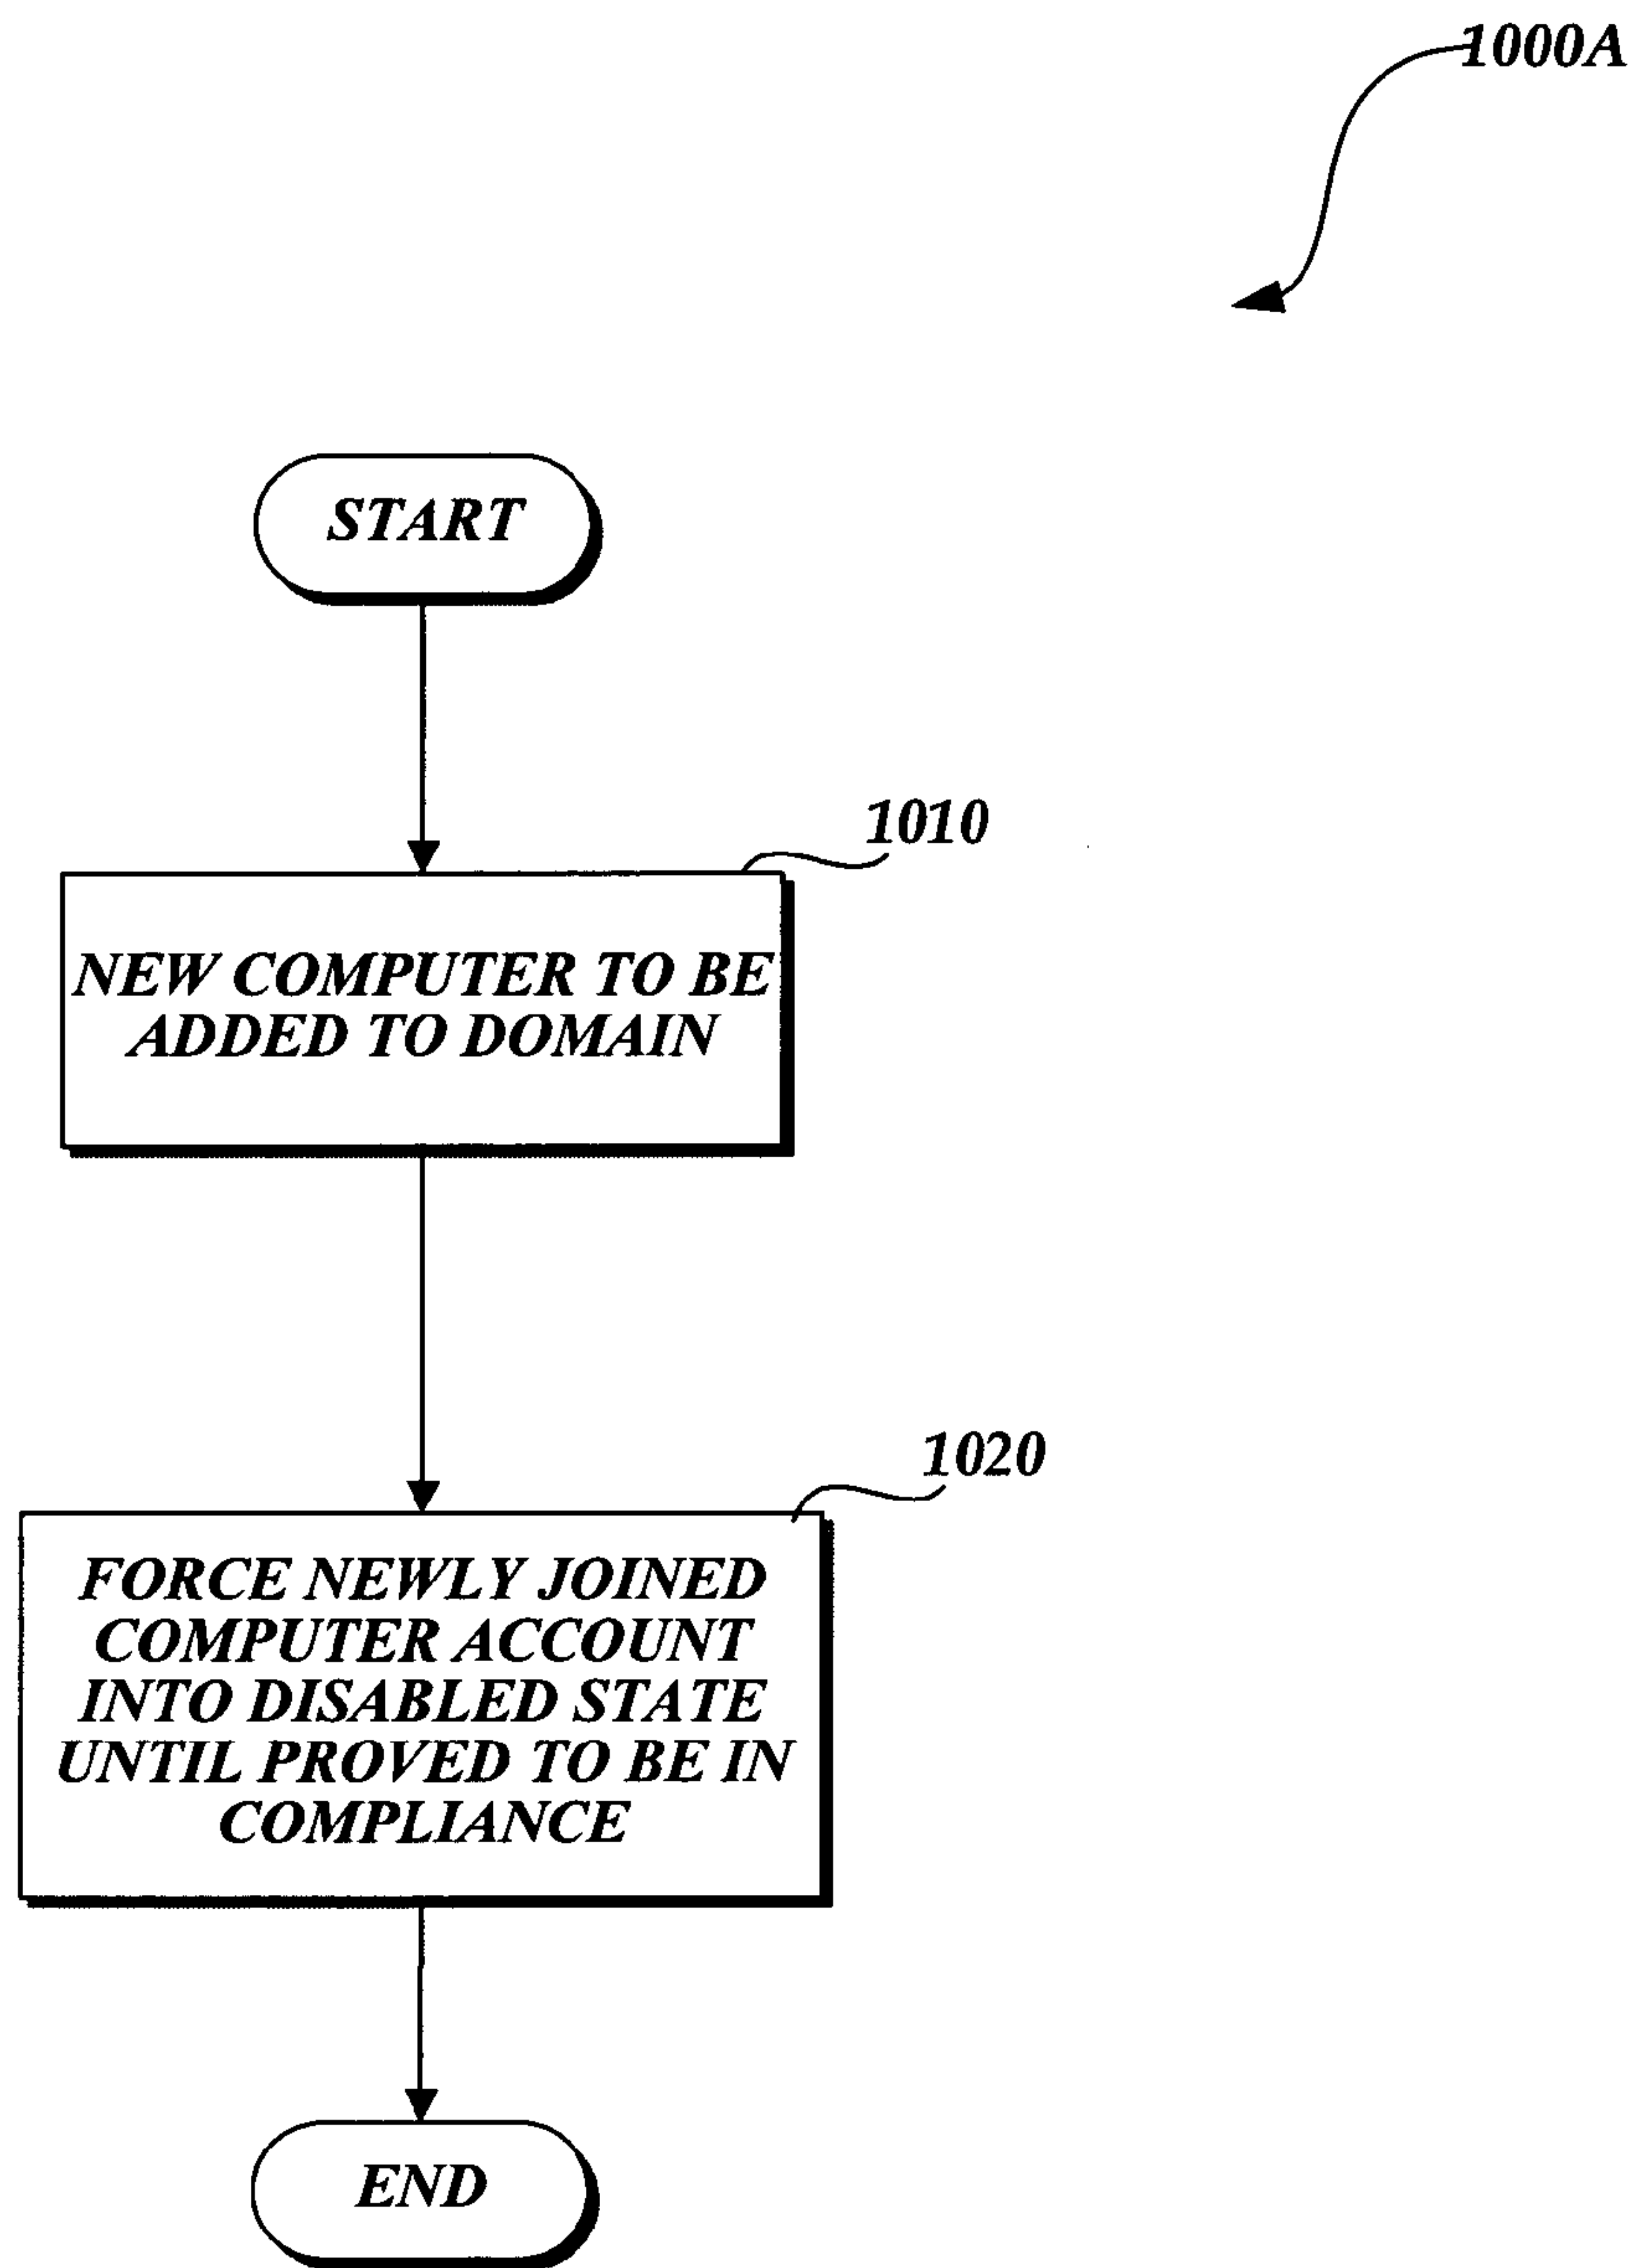 1000A
START
1010
NEW COMPUTER TO BE
ADDED TO DOMAIN
1020
FORCE NEWLY JOINED
COMPUTER ACCOUNT
INTO DISABLED STATE
UNTIL PROVED TO BE IN
COMPLIANCE
END